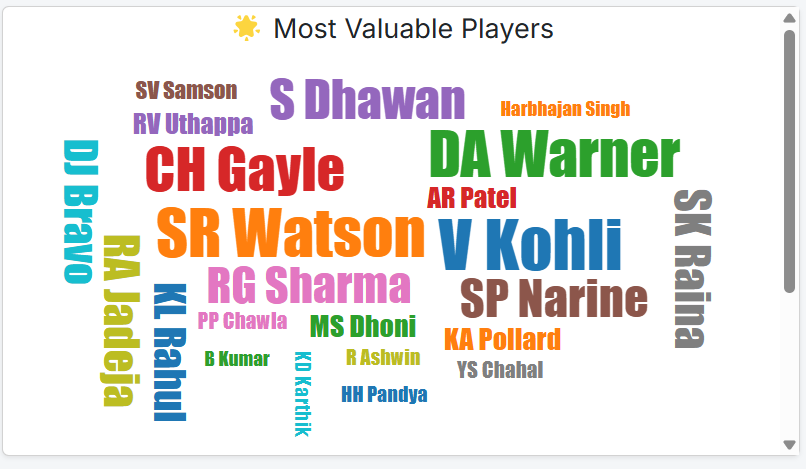 🌟 Most Valuable Players
SV Samson
S Dhawan
Harbhajan Singh
RV Uthappa
DJ Bravo
CH Gayle
DA Warner
AR Patel
SK Raina
SR Watson
V Kohli
RA Jadeja
RG Sharma
SP Narine
KL Rahul
PP Chawla
MS Dhoni
KA Pollard
B Kumar
KD Karthik
R Ashwin
YS Chahal
HH Pandya